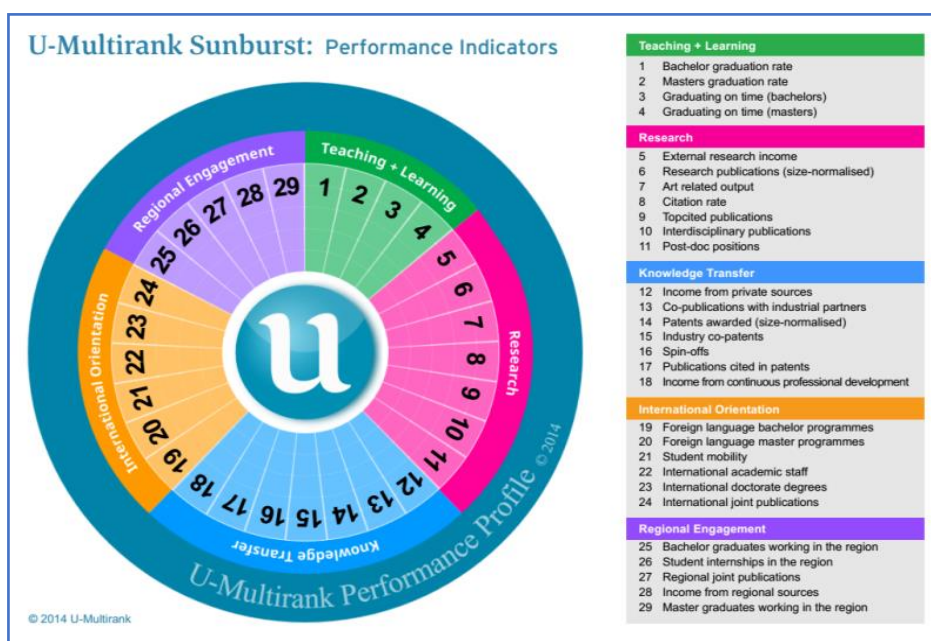 U-Multirank Sunburst: Performance Indicators
Teaching + Learning
1 2 3 4
Research
5 6 7 8 9 10 11
Knowledge Transfer
12 13 14 15 16 17 18
International Orientation
19 20 21 22 23 24
Regional Engagement
25 26 27 28 29
u
U-Multirank Performance Profile © 2014
© 2014 U-Multirank
Teaching + Learning
1 Bachelor graduation rate
2 Masters graduation rate
3 Graduating on time (bachelors)
4 Graduating on time (masters)
Research
5 External research income
6 Research publications (size-normalised)
7 Art related output
8 Citation rate
9 Topcited publications
10 Interdisciplinary publications
11 Post-doc positions
Knowledge Transfer
12 Income from private sources
13 Co-publications with industrial partners
14 Patents awarded (size-normalised)
15 Industry co-patents
16 Spin-offs
17 Publications cited in patents
18 Income from continuous professional development
International Orientation
19 Foreign language bachelor programmes
20 Foreign language master programmes
21 Student mobility
22 International academic staff
23 International doctorate degrees
24 International joint publications
Regional Engagement
25 Bachelor graduates working in the region
26 Student internships in the region
27 Regional joint publications
28 Income from regional sources
29 Master graduates working in the region